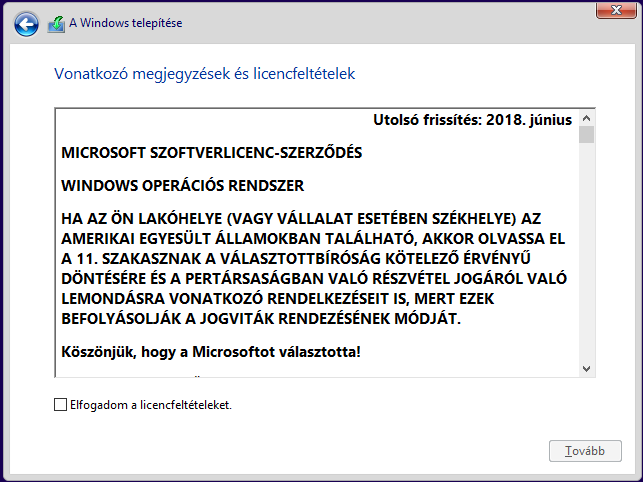 A Windows telepítése
Vonatkozó megjegyzések és licencfeltételek
Utolsó frissítés: 2018. június
MICROSOFT SZOFTVERLICENC-SZERZŐDÉS
WINDOWS OPERÁCIÓS RENDSZER
HA AZ ÖN LAKÓHELYE (VAGY VÁLLALAT ESETÉBEN SZÉKHELYE) AZ
AMERIKAI EGYESÜLT ÁLLAMOKBAN TALÁLHATÓ, AKKOR OLVASSA EL
A 11. SZAKASZNAK A VÁLASZTOTTBÍRÓSÁG KÖTELEZŐ ÉRVÉNYŰ
DÖNTÉSÉRE ÉS A PERTÁRSASÁGBAN VALÓ RÉSZVÉTEL JOGÁRÓL VALÓ
LEMONDÁSRA VONATKOZÓ RENDELKEZÉSEIT IS, MERT EZEK
BEFOLYÁSOLJÁK A JOGVITÁK RENDEZÉSÉNEK MÓDJÁT.
Köszönjük, hogy a Microsoftot választotta!
Elfogadom a licencfeltételeket.
Tovább